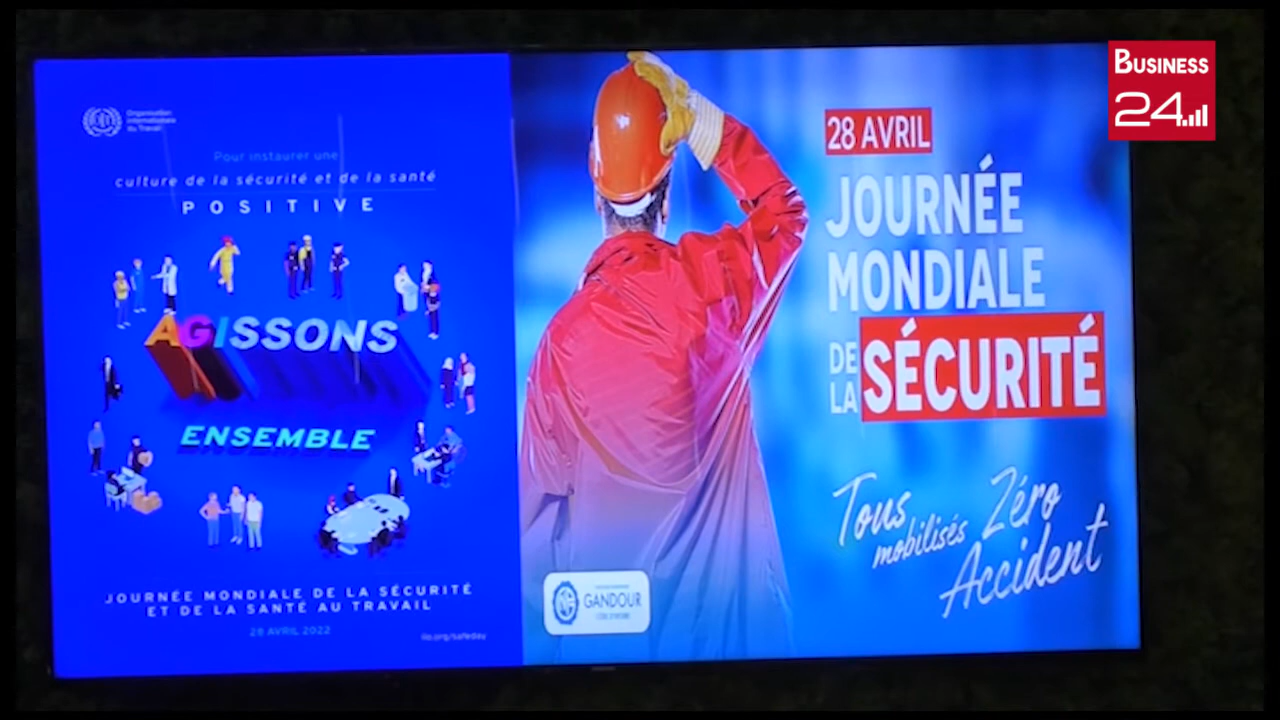 BUSINESS
24
Organisation
internationale
du Travail
Pour instaurer une
culture de la sécurité et de la santé
POSITIVE
AGISSONS
ENSEMBLE
JOURNÉE MONDIALE DE LA SÉCURITÉ
ET DE LA SANTÉ AU TRAVAIL
28 AVRIL 2022
ilo.org/safeday
28 AVRIL
JOURNÉE
MONDIALE
DE LA SÉCURITÉ
Tous
mobilisés Zéro
Accident
GANDOUR